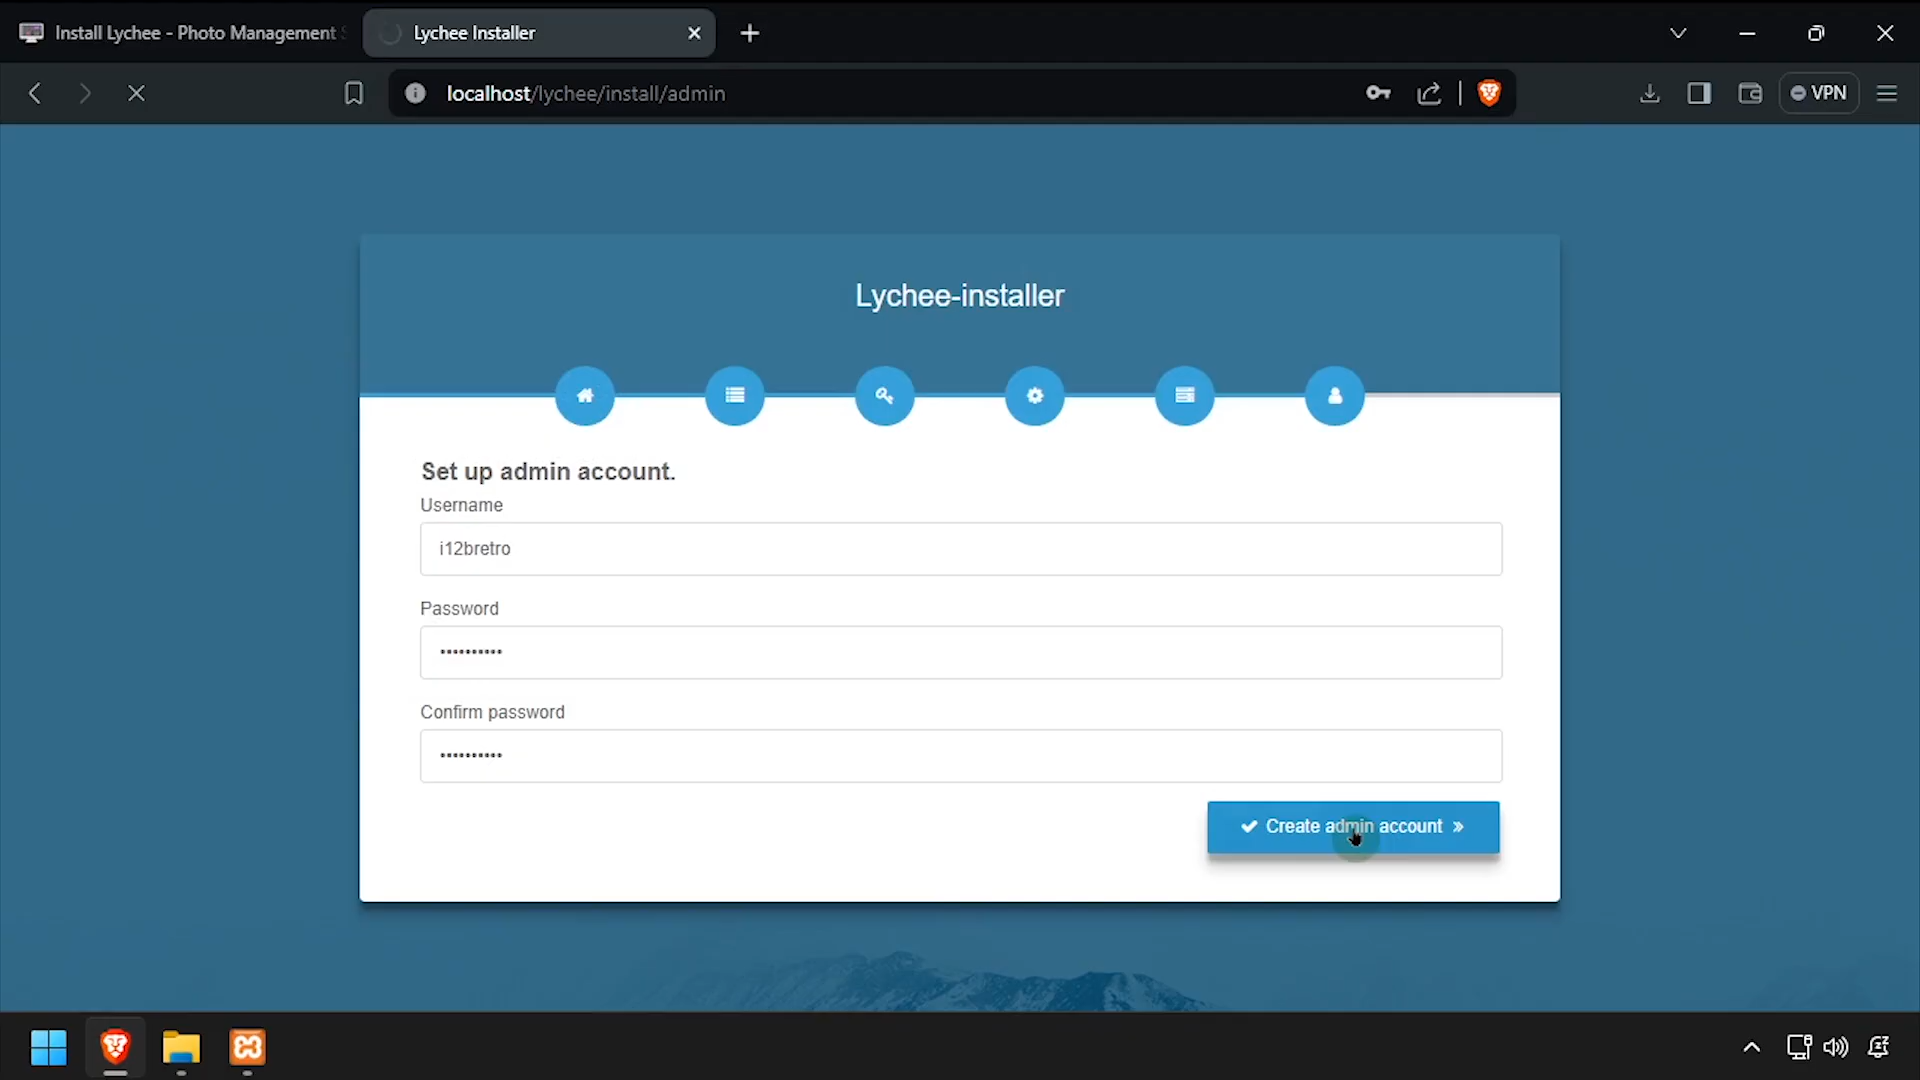 Install Lychee - Photo Management
Lychee Installer
localhost/lychee/install/admin
VPN
Lychee-installer
Set up admin account.
Username
i12bretro
Password
••••••••••
Confirm password
••••••••••
Create admin account »